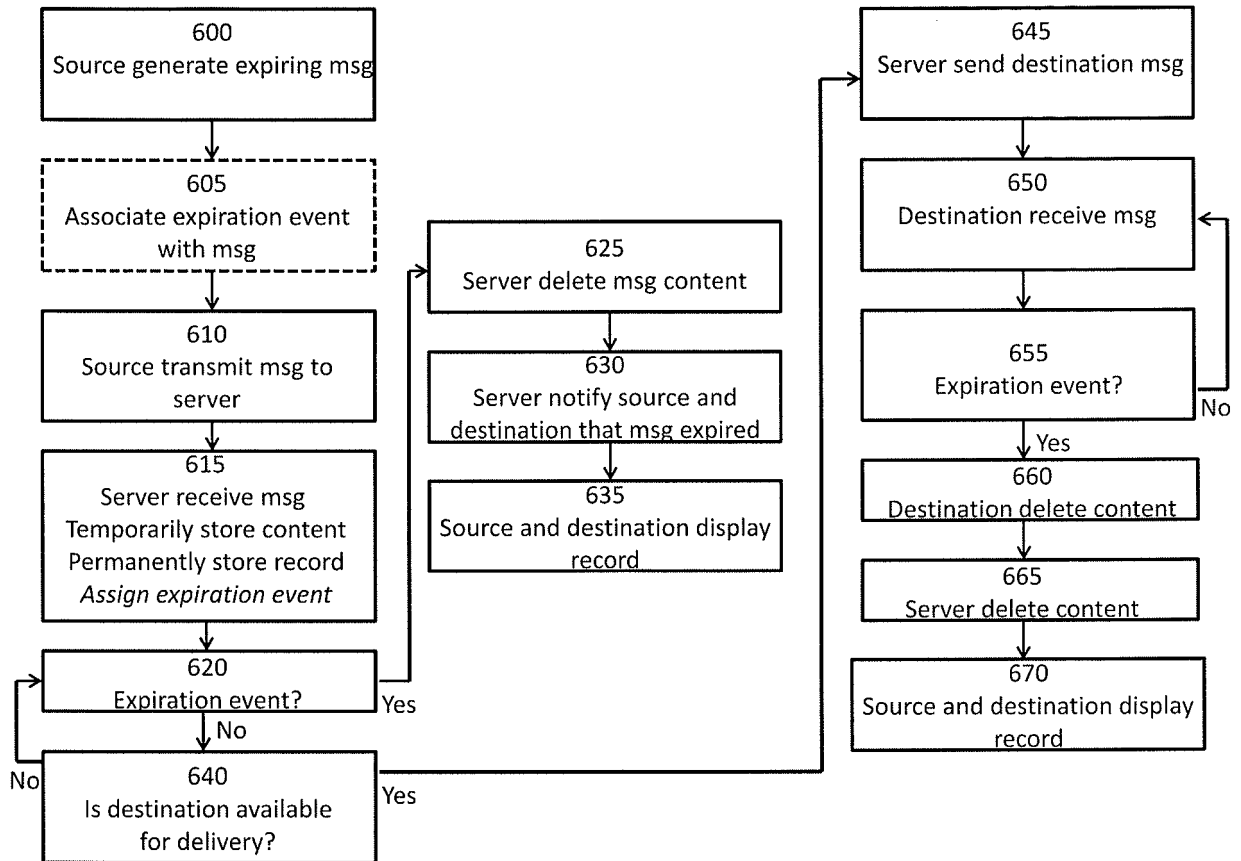 600
Source generate expiring msg
605
Associate expiration event
with msg
610
Source transmit msg to
server
615
Server receive msg
Temporarily store content
Permanently store record
Assign expiration event
620
Expiration event?
Yes
No
No
640
Is destination available
for delivery?
Yes
625
Server delete msg content
630
Server notify source and
destination that msg expired
635
Source and destination display
record
645
Server send destination msg
650
Destination receive msg
655
Expiration event?
No
Yes
660
Destination delete content
665
Server delete content
670
Source and destination display
record